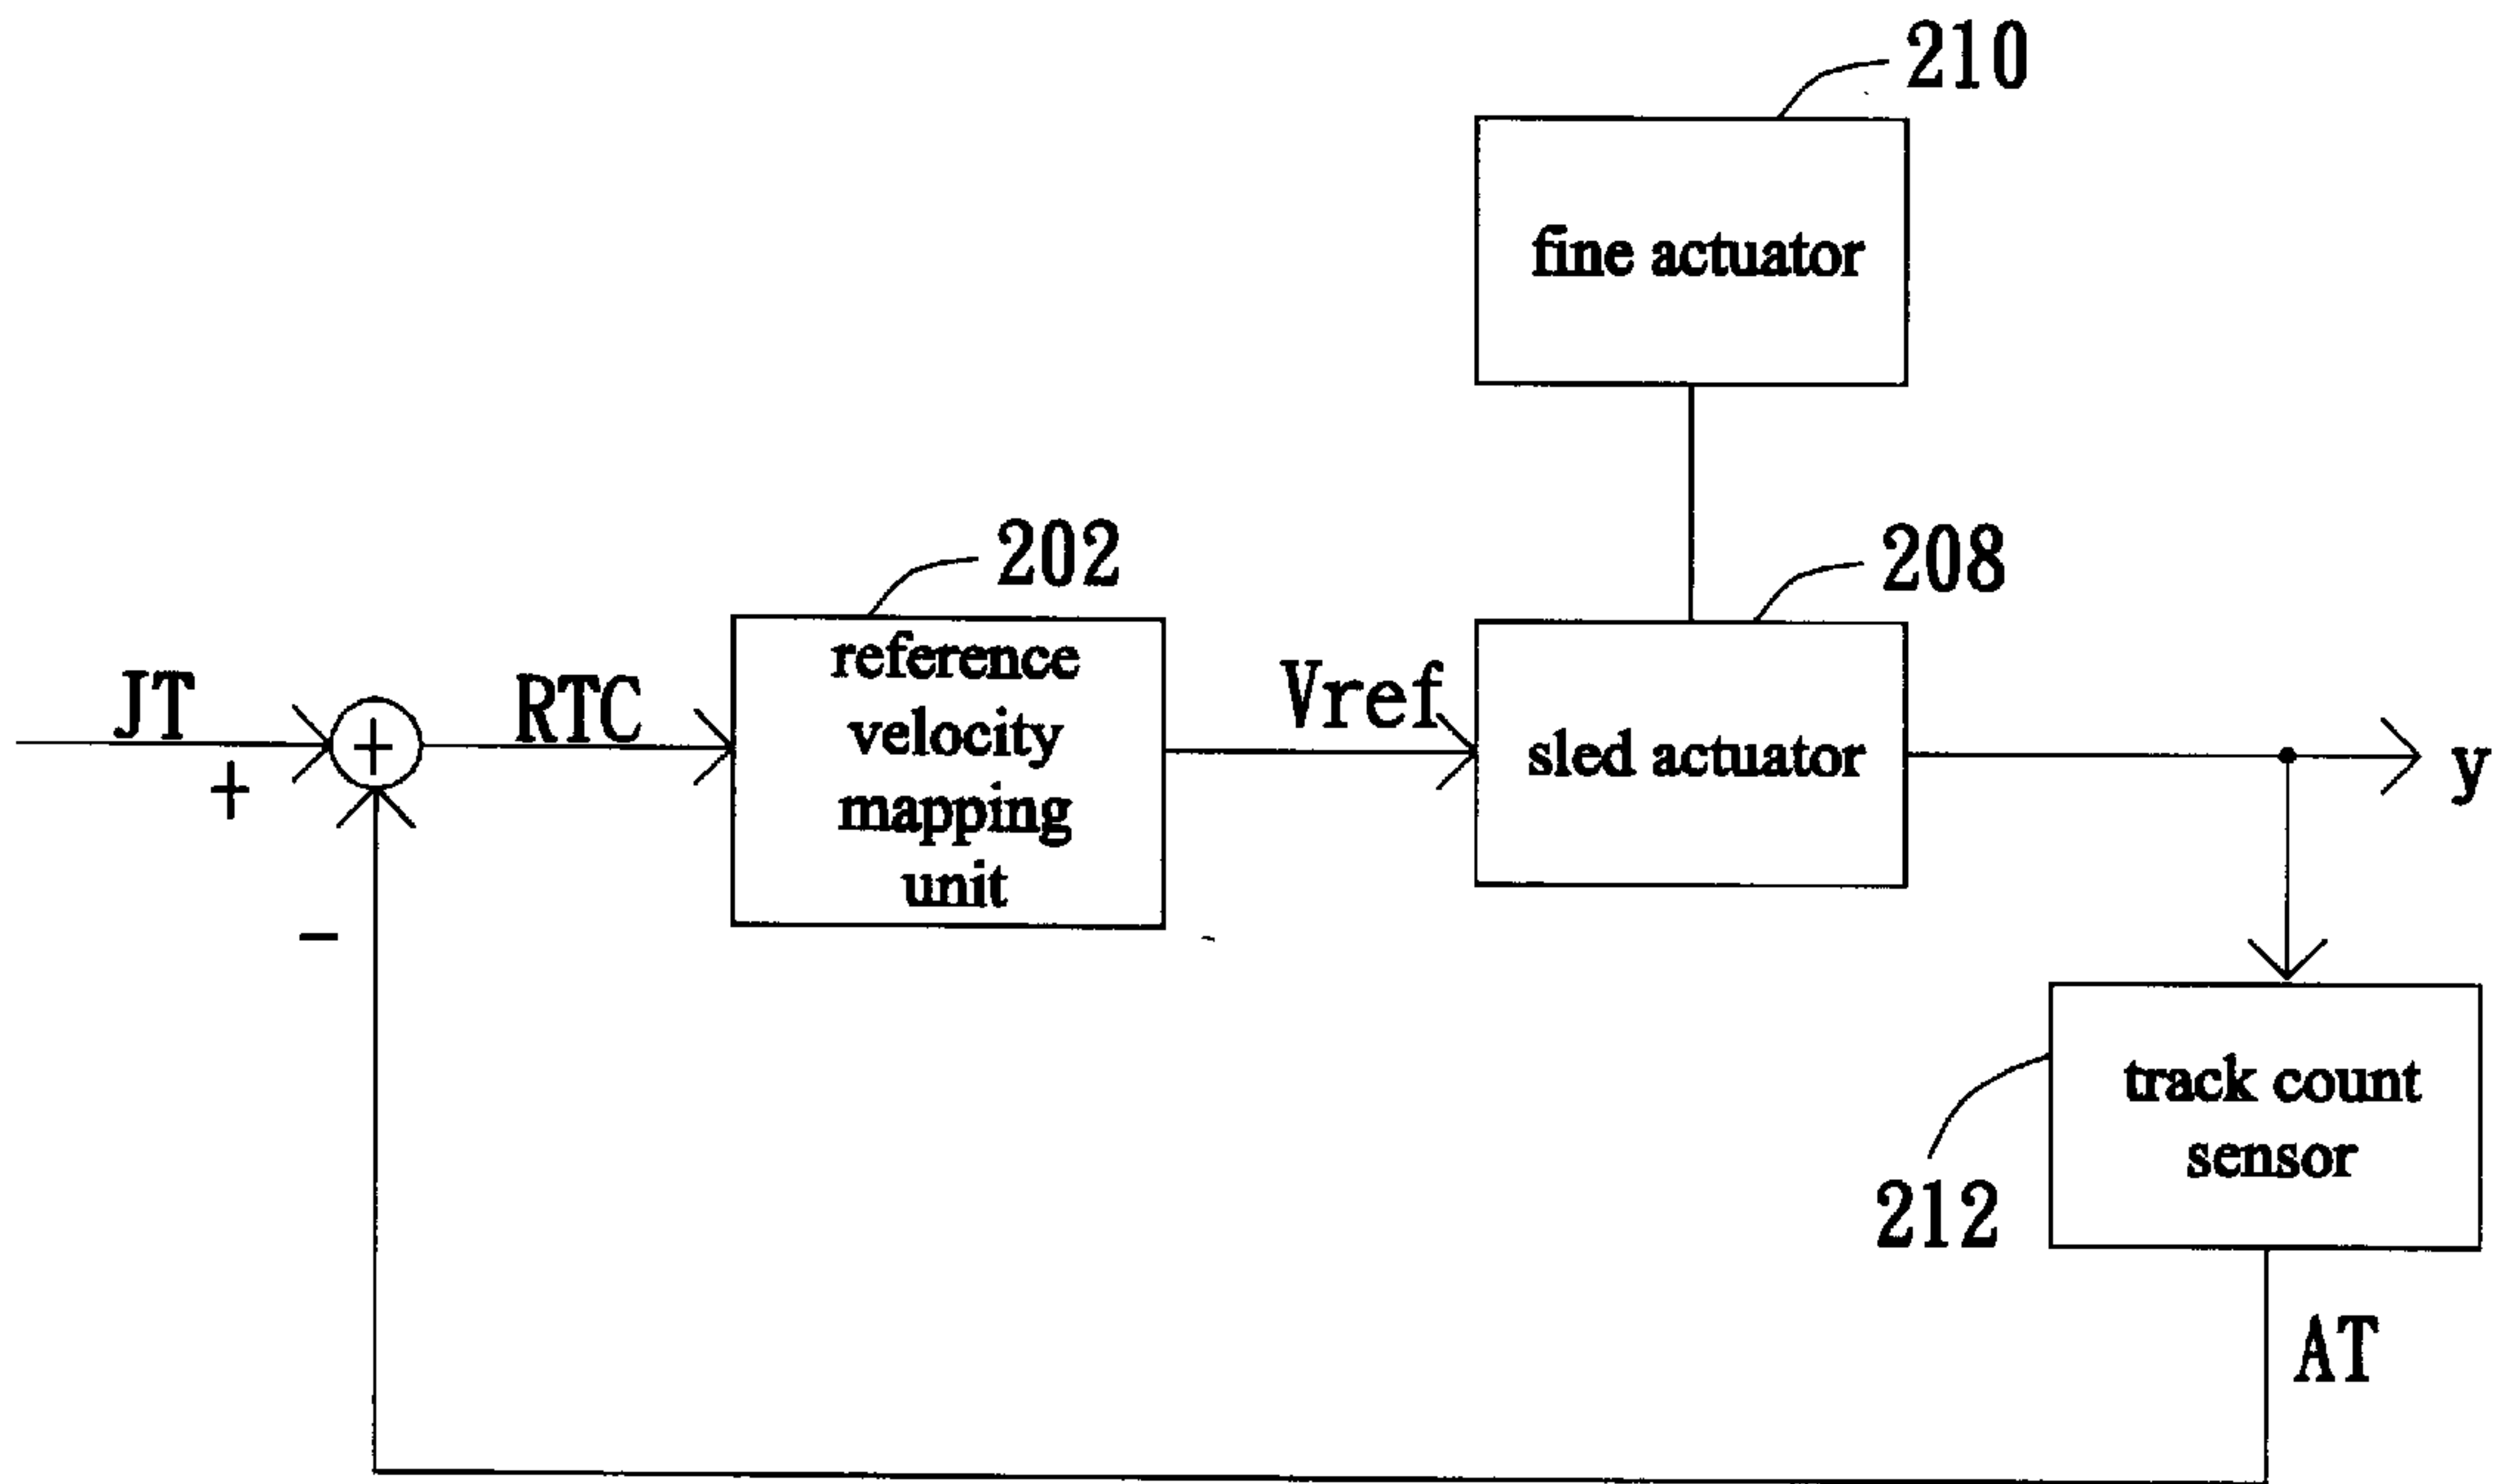 210
fine actuator
202
208
JT
+
+
RTC
reference
velocity
mapping
unit
Vref
sled actuator
y
−
track count
sensor
212
AT